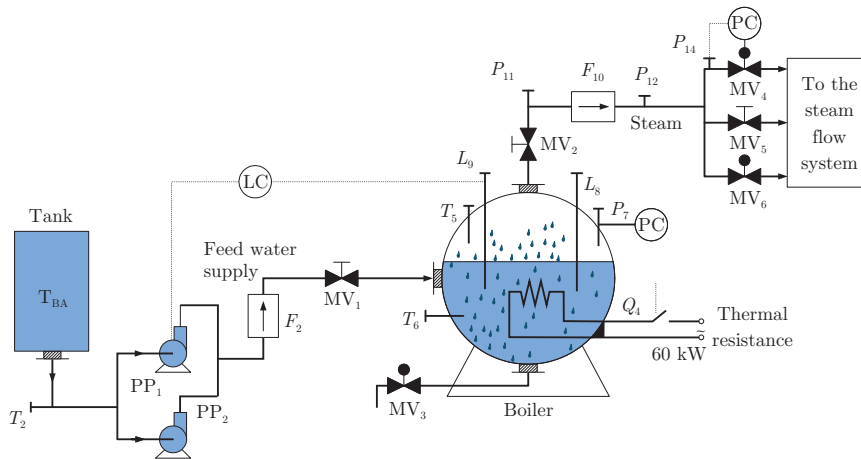 PC
P₁₄
F₁₀
P₁₂
P₁₁
MV₄
To the
steam
flow
system
Steam
MV₂
MV₅
L₉
L₈
LC
MV₆
T₅
P₇
PC
Tank
Feed water
supply
T_BA
MV₁
F₂
T₆
Q₄
Thermal
resistance
~
60 kW
PP₁
PP₂
MV₃
Boiler
T₂